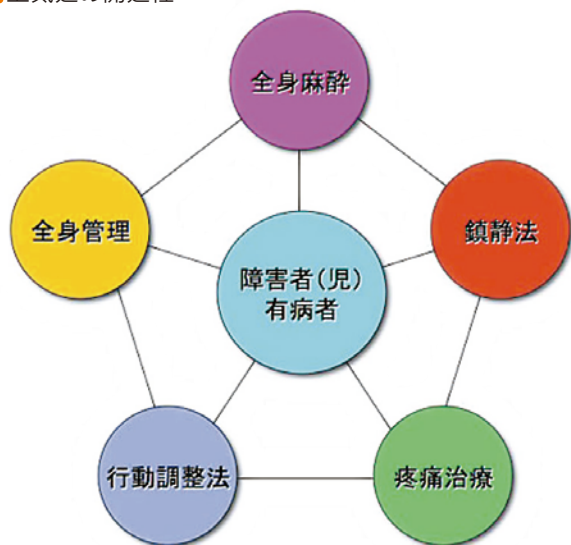 全身麻酔
全身管理
鎮静法
障害者(児)
有病者
行動調整法
疼痛治療